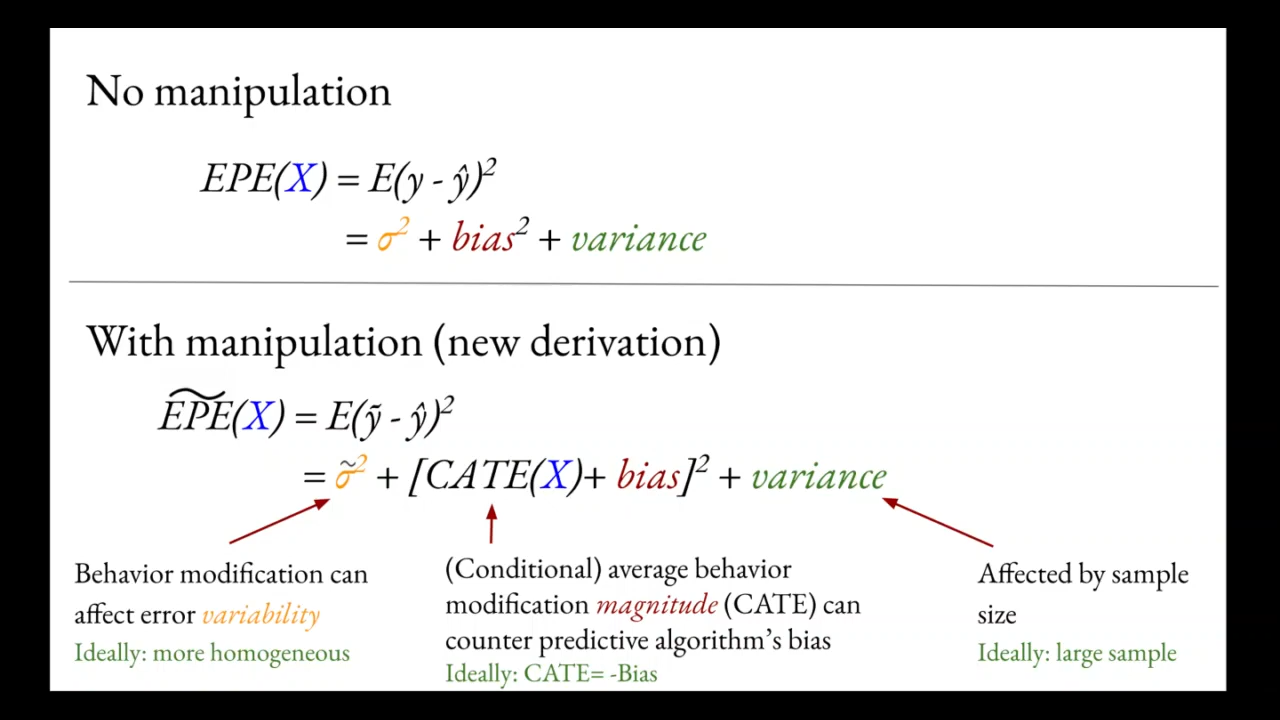 No manipulation
EPE(X) = E(y - ŷ)²
= σ² + bias² + variance
With manipulation (new derivation)
E͠PE(X) = E(ỹ - ŷ)²
= σ̃² + [CATE(X)+ bias]² + variance
Behavior modification can
affect error variability
Ideally: more homogeneous
(Conditional) average behavior
modification magnitude (CATE) can
counter predictive algorithm’s bias
Ideally: CATE= -Bias
Affected by sample
size
Ideally: large sample